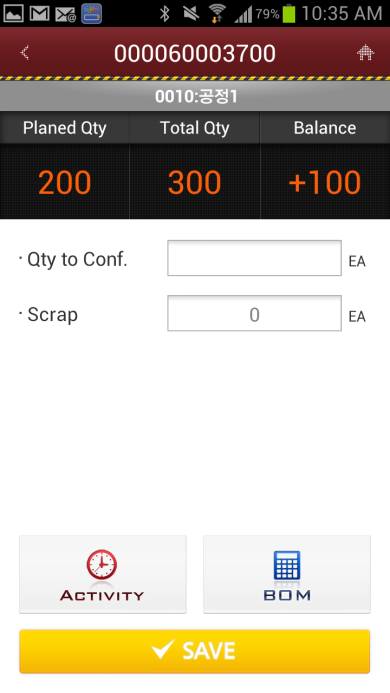 79% 10:35 AM
000060003700
0010:공정1
Planed Qty Total Qty Balance
200 300 +100
· Qty to Conf. EA
· Scrap 0 EA
ACTIVITY BOM
SAVE